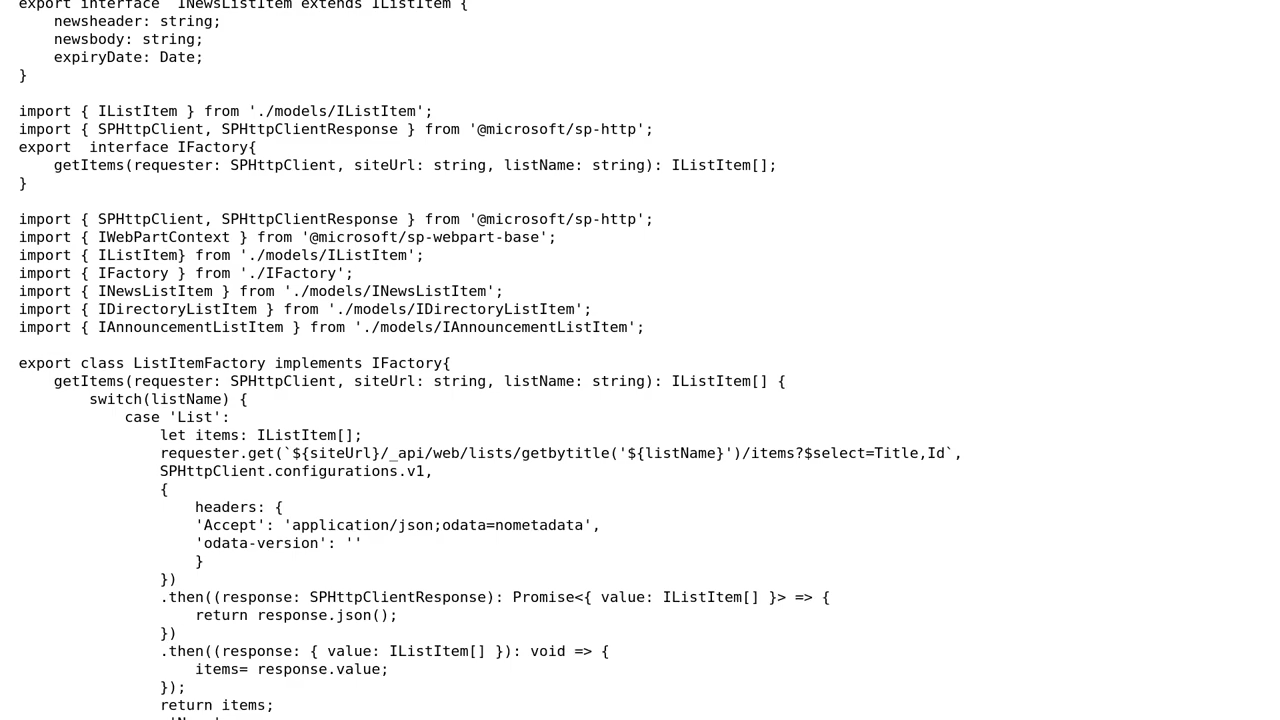 export interface  INewsListItem extends IListItem {
    newsheader: string;
    newsbody: string;
    expiryDate: Date;
}

import { IListItem } from './models/IListItem';
import { SPHttpClient, SPHttpClientResponse } from '@microsoft/sp-http';
export  interface IFactory{
    getItems(requester: SPHttpClient, siteUrl: string, listName: string): IListItem[];
}

import { SPHttpClient, SPHttpClientResponse } from '@microsoft/sp-http';
import { IWebPartContext } from '@microsoft/sp-webpart-base';
import { IListItem} from './models/IListItem';
import { IFactory } from './IFactory';
import { INewsListItem } from './models/INewsListItem';
import { IDirectoryListItem } from './models/IDirectoryListItem';
import { IAnnouncementListItem } from './models/IAnnouncementListItem';

export class ListItemFactory implements IFactory{
    getItems(requester: SPHttpClient, siteUrl: string, listName: string): IListItem[] {
        switch(listName) {
            case 'List':
                let items: IListItem[];
                requester.get(`${siteUrl}/_api/web/lists/getbytitle('${listName}')/items?$select=Title,Id`,
                SPHttpClient.configurations.v1,
                {
                    headers: {
                    'Accept': 'application/json;odata=nometadata',
                    'odata-version': ''
                    }
                })
                .then((response: SPHttpClientResponse): Promise<{ value: IListItem[] }> => {
                    return response.json();
                })
                .then((response: { value: IListItem[] }): void => {
                    items= response.value;
                });
                return items;